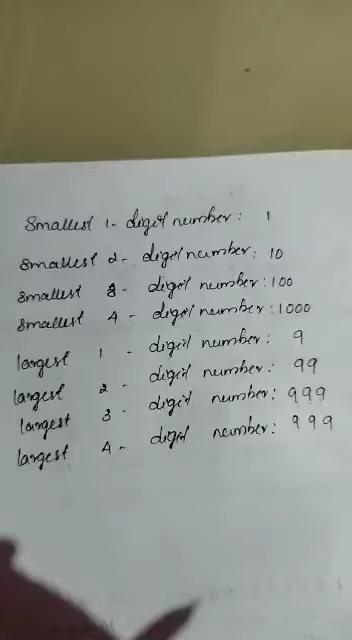 Smallest 1- digit number: 1
Smallest 2- digit number: 10
Smallest 3- digit number: 100
Smallest 4- digit number: 1000
largest 1 - digit number: 9
largest 2 - digit number: 99
largest 3 - digit number: 999
largest 4 - digit number: 999